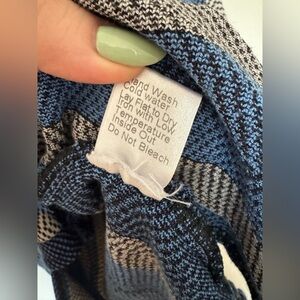 Hand Wash
Cold water
Lay Flat to Dry
Iron with Low
Temperature
Inside Out
Do Not Bleach